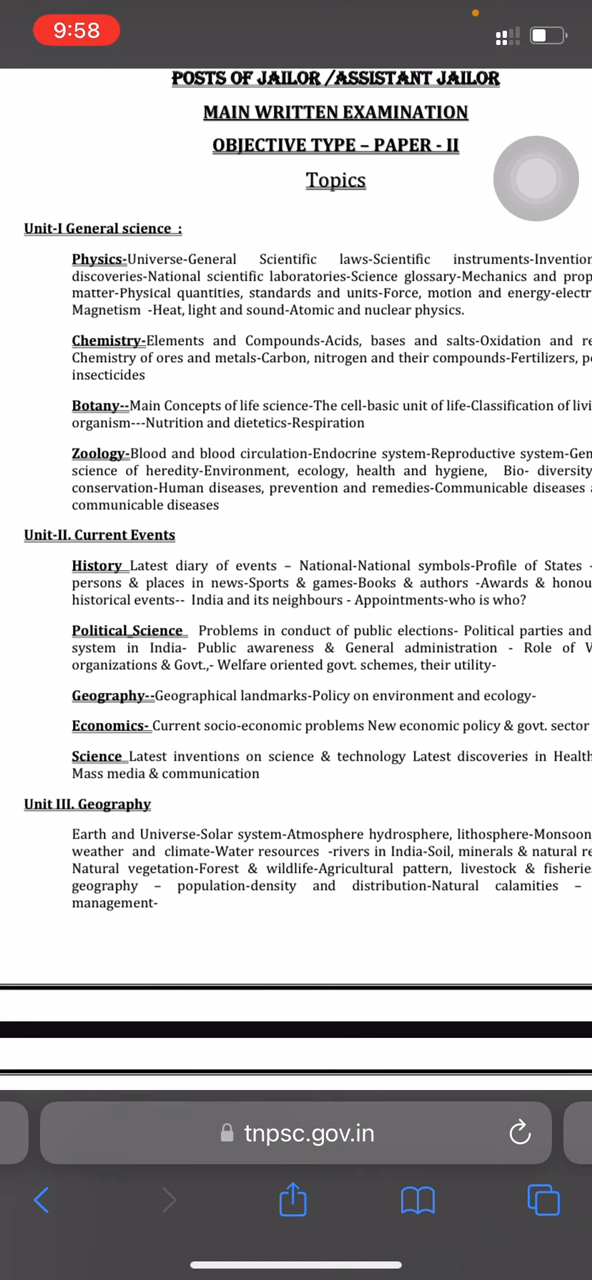 9:58
POSTS OF JAILOR /ASSISTANT JAILOR
MAIN WRITTEN EXAMINATION
OBJECTIVE TYPE – PAPER - II
Topics
Unit-I General science :
Physics-Universe-General Scientific laws-Scientific instruments-Invention
discoveries-National scientific laboratories-Science glossary-Mechanics and prop
matter-Physical quantities, standards and units-Force, motion and energy-electr
Magnetism -Heat, light and sound-Atomic and nuclear physics.
Chemistry-Elements and Compounds-Acids, bases and salts-Oxidation and re
Chemistry of ores and metals-Carbon, nitrogen and their compounds-Fertilizers, pe
insecticides
Botany--Main Concepts of life science-The cell-basic unit of life-Classification of livi
organism---Nutrition and dietetics-Respiration
Zoology-Blood and blood circulation-Endocrine system-Reproductive system-Gen
science of heredity-Environment, ecology, health and hygiene, Bio- diversity
conservation-Human diseases, prevention and remedies-Communicable diseases
communicable diseases
Unit-II. Current Events
History Latest diary of events – National-National symbols-Profile of States -
persons & places in news-Sports & games-Books & authors -Awards & honou
historical events-- India and its neighbours - Appointments-who is who?
Political Science Problems in conduct of public elections- Political parties and
system in India- Public awareness & General administration - Role of V
organizations & Govt.,- Welfare oriented govt. schemes, their utility-
Geography--Geographical landmarks-Policy on environment and ecology-
Economics- Current socio-economic problems New economic policy & govt. sector
Science Latest inventions on science & technology Latest discoveries in Health
Mass media & communication
Unit III. Geography
Earth and Universe-Solar system-Atmosphere hydrosphere, lithosphere-Monsoon,
weather and climate-Water resources -rivers in India-Soil, minerals & natural re
Natural vegetation-Forest & wildlife-Agricultural pattern, livestock & fisherie
geography – population-density and distribution-Natural calamities –
management-
tnpsc.gov.in